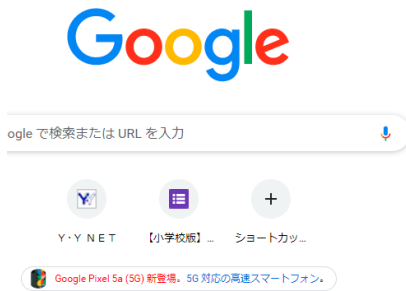 Google
ogle で検索または URL を入力
Y・Y ＮＥＴ
【小学校版】...
ショートカッ...
Google Pixel 5a (5G) 新登場。5G 対応の高速スマートフォン。